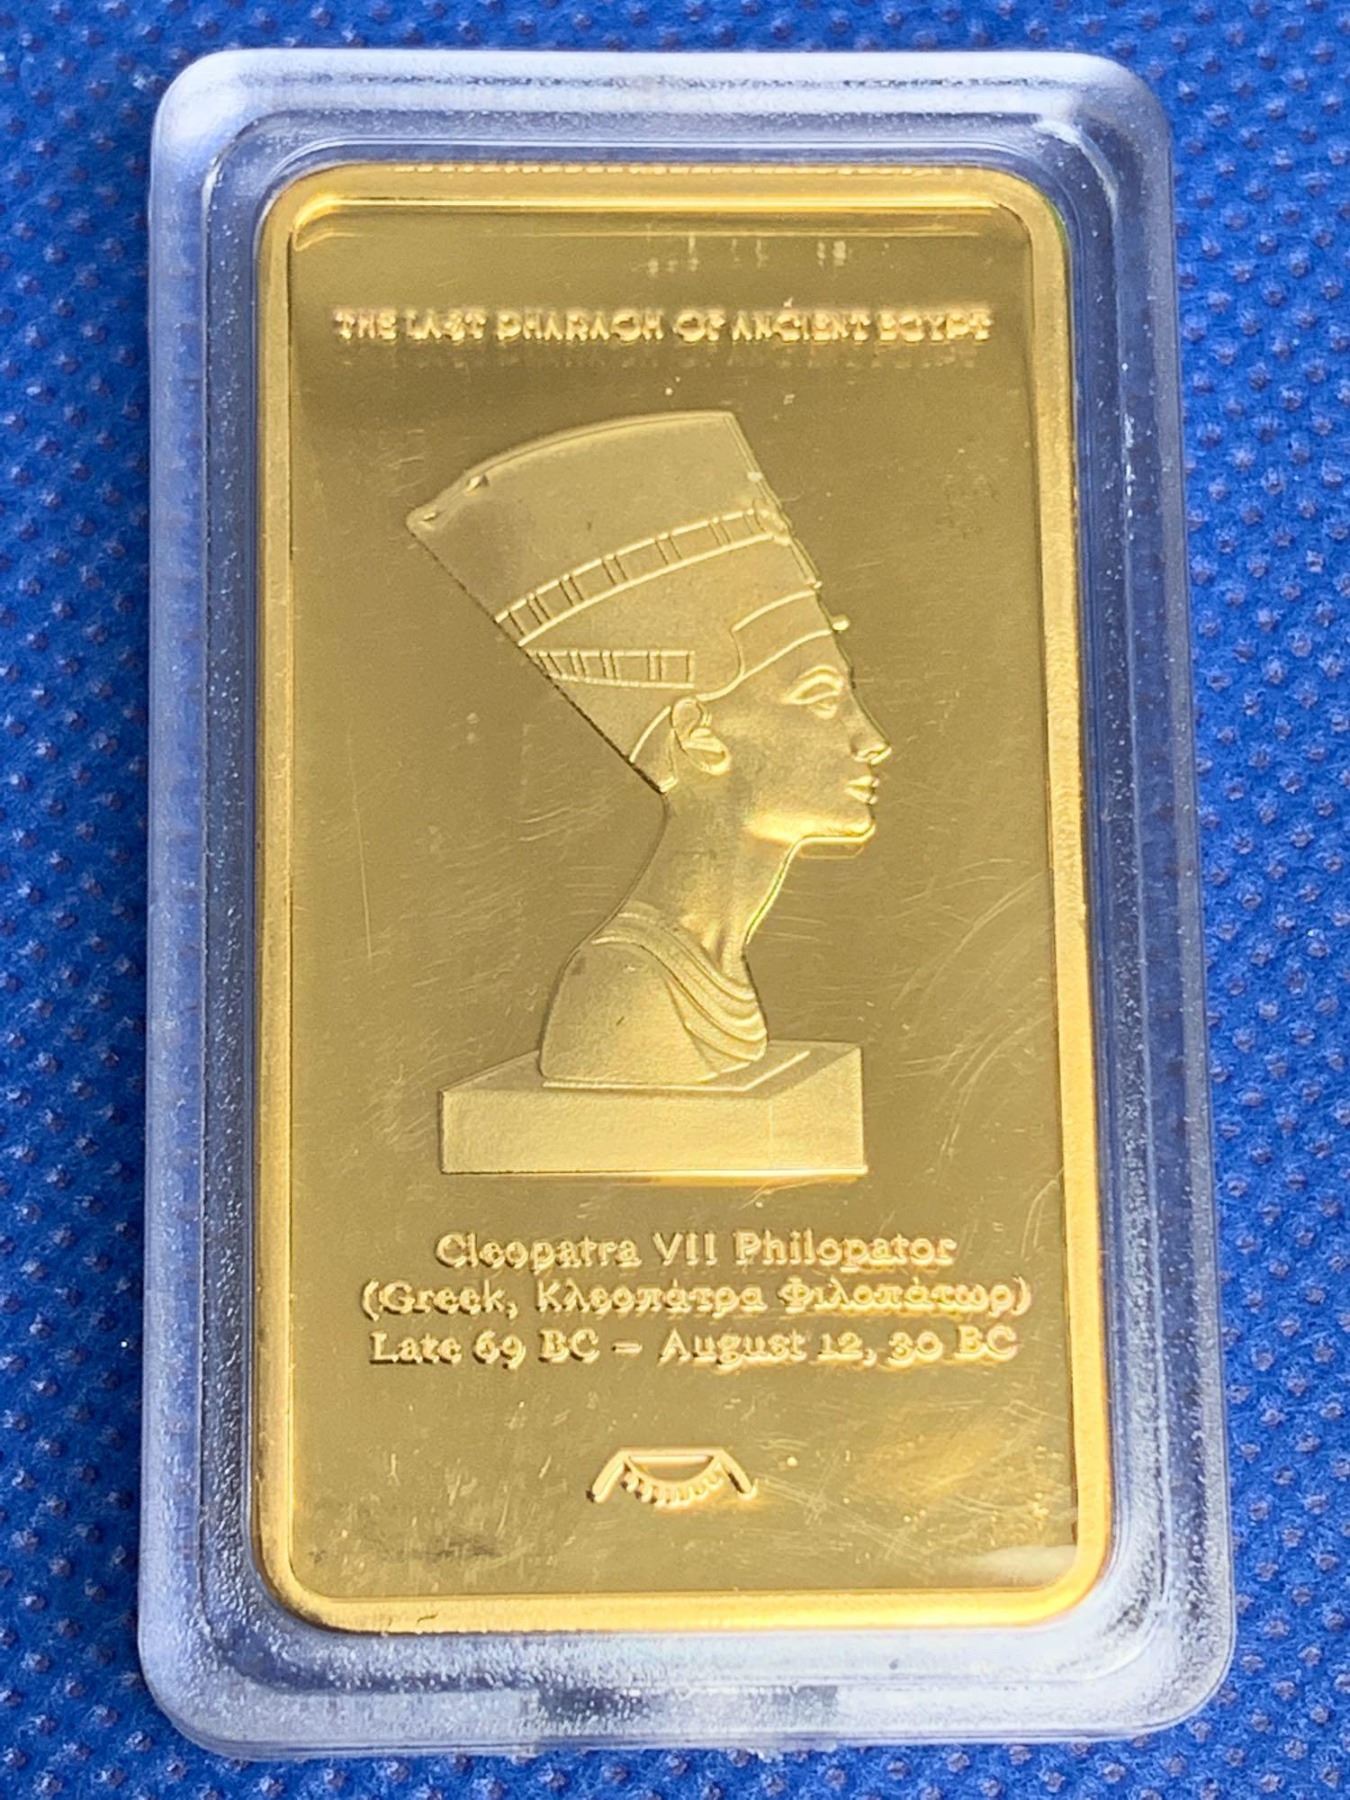 THE LAST PHARAOH OF ANCIENT EGYPT
Cleopatra VII Philopator
(Greek, Κλεοπάτρα Φιλοπάτωρ)
Late 69 BC – August 12, 30 BC